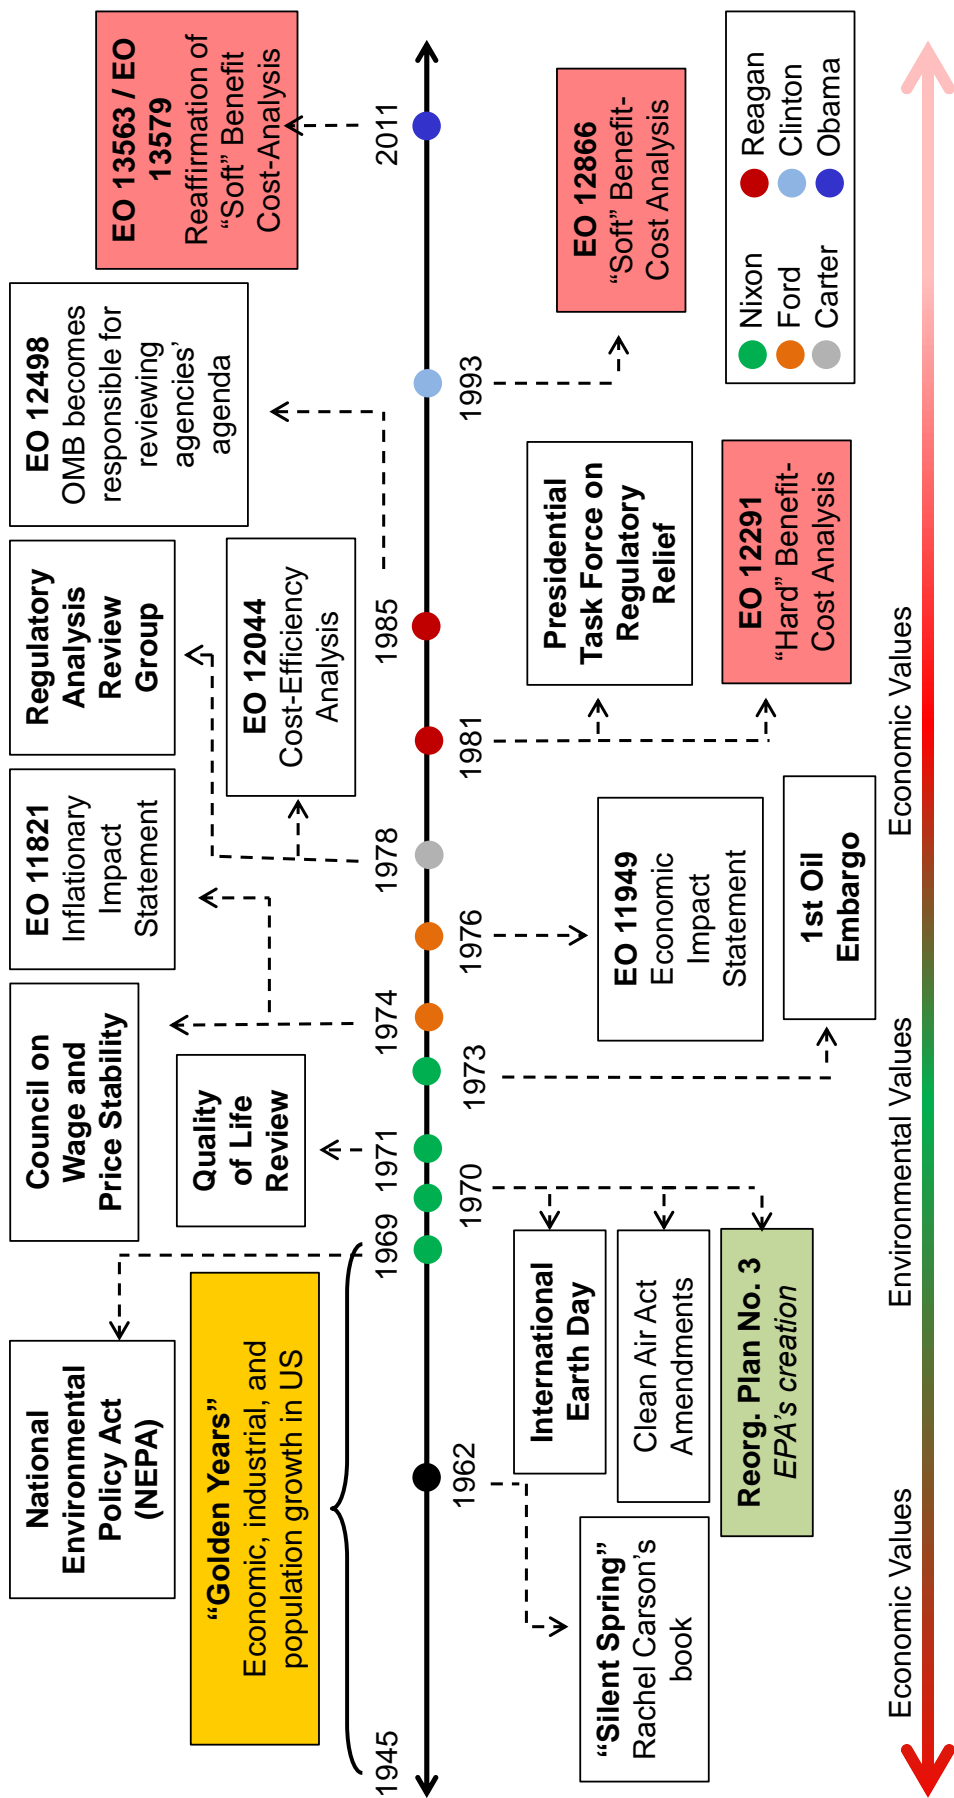 National
Environmental
Policy Act
(NEPA)
Council on
Wage and
Price Stability
EO 11821
Inflationary
Impact
Statement
Regulatory
Analysis
Review
Group
EO 12498
OMB becomes
responsible for
reviewing
agencies’
agenda
EO 13563 / EO
13579
Reaffirmation of
“Soft” Benefit
Cost-Analysis
“Golden Years”
Economic, industrial, and
population growth in US
Quality
of Life
Review
EO 12044
Cost-Efficiency
Analysis
1945
1969
1971
1974
1978
1985
2011
1962
1970
1973
1976
1981
1993
“Silent Spring”
Rachel Carson’s
book
International
Earth Day
Clean Air Act
Amendments
Reorg. Plan No. 3
EPA’s creation
EO 11949
Economic
Impact
Statement
1st Oil
Embargo
Presidential
Task Force on
Regulatory
Relief
EO 12291
“Hard” Benefit-
Cost Analysis
EO 12866
“Soft” Benefit-
Cost Analysis
Nixon
Reagan
Ford
Clinton
Carter
Obama
Economic Values
Environmental Values
Economic Values